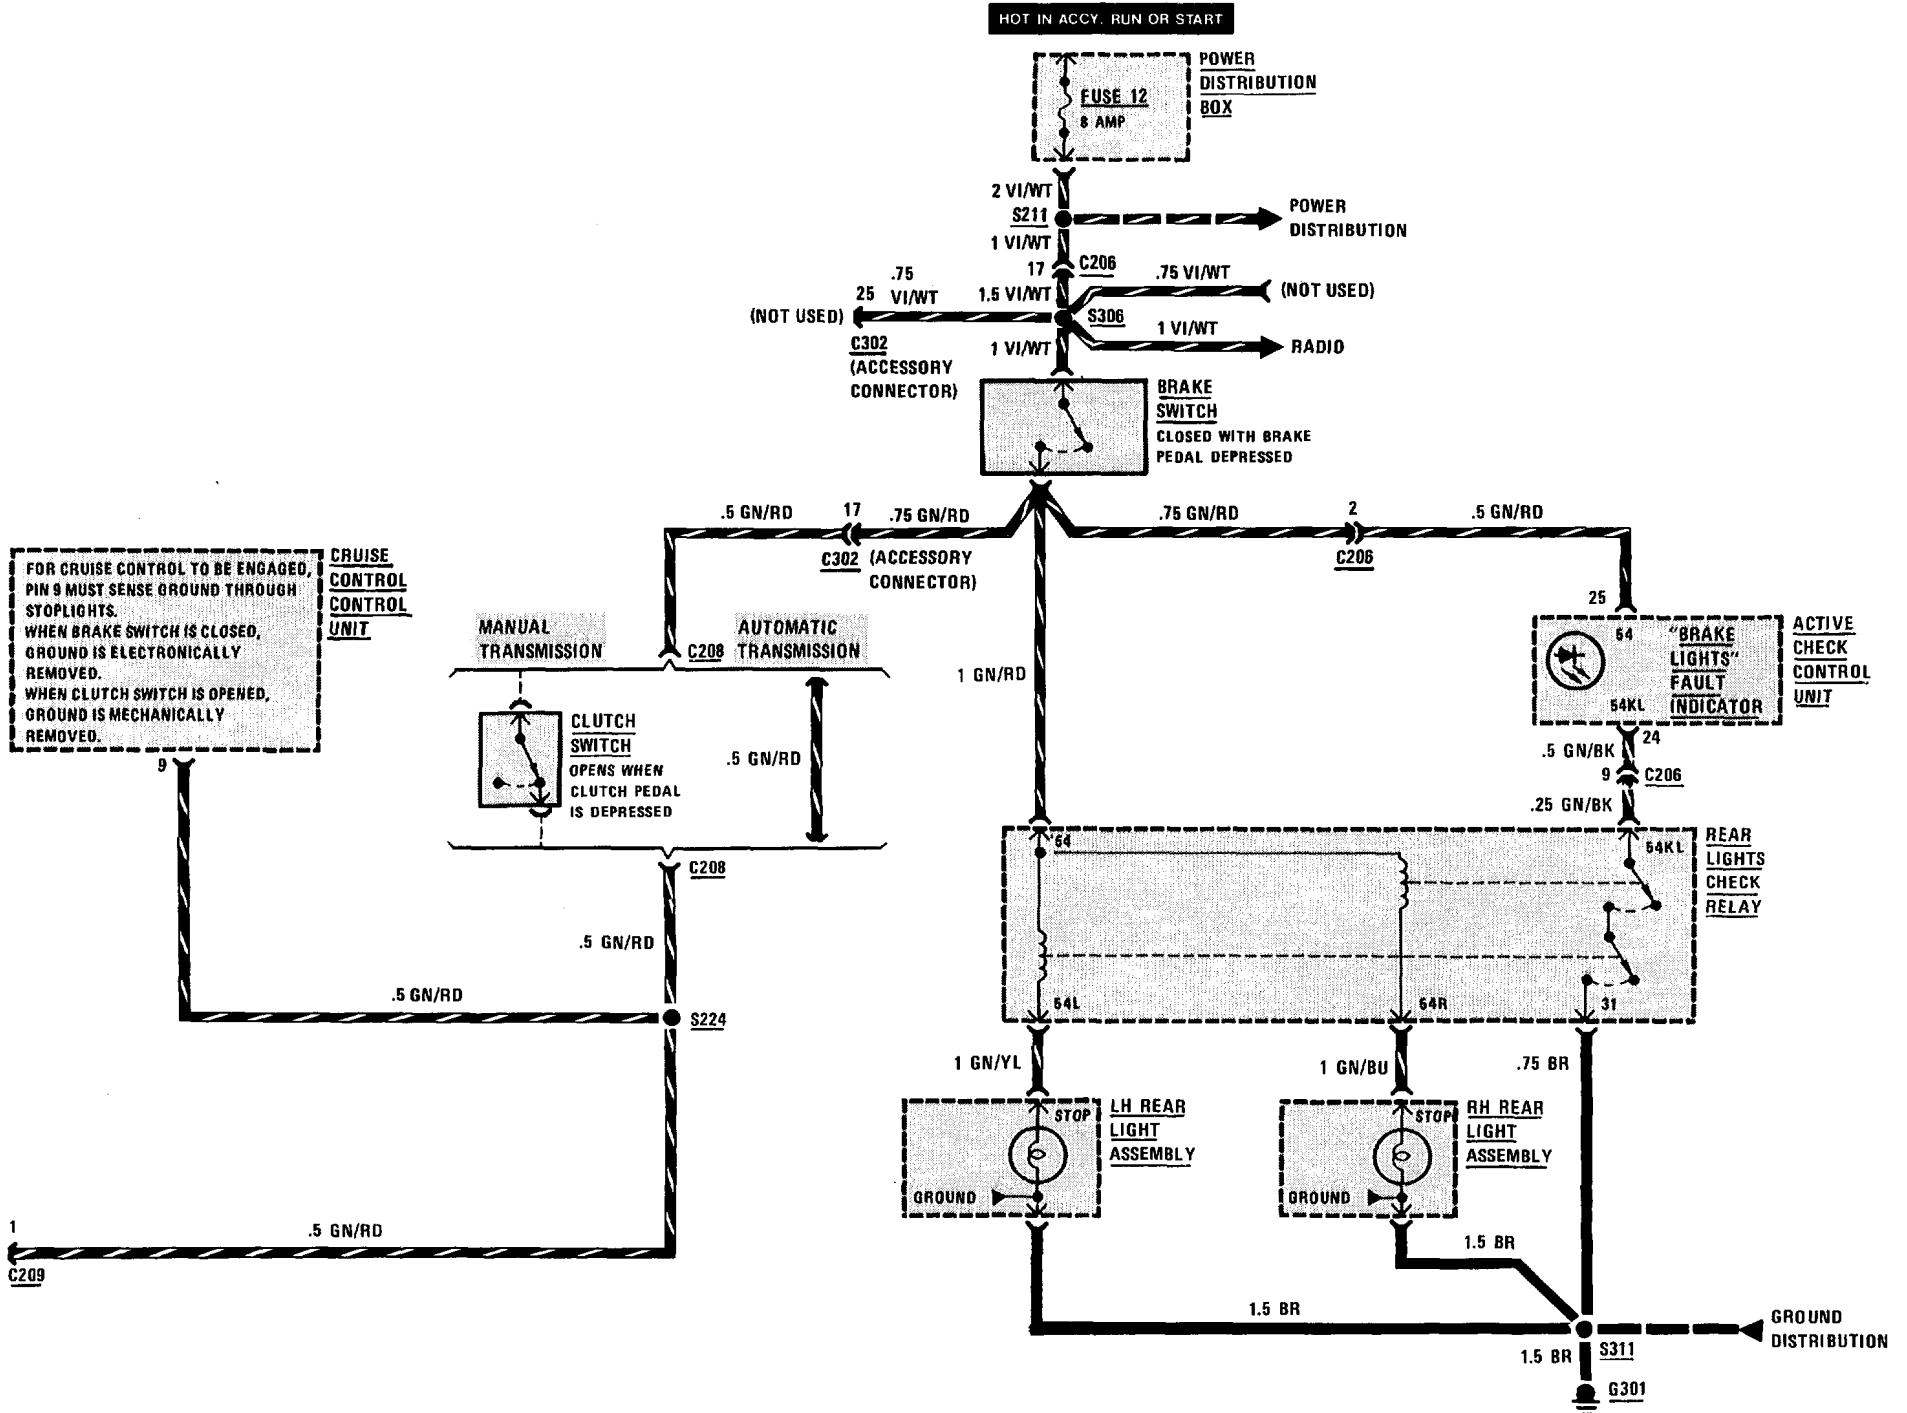 HOT IN ACCY. RUN OR START
POWER
DISTRIBUTION
BOX
FUSE 12
8 AMP
2 VI/WT
S211
POWER
DISTRIBUTION
1 VI/WT
17
C206
.75
VI/WT
25
1.5 VI/WT
.75 VI/WT
(NOT USED)
(NOT USED)
S306
1 VI/WT
RADIO
C302
(ACCESSORY
CONNECTOR)
1 VI/WT
BRAKE
SWITCH
CLOSED WITH BRAKE
PEDAL DEPRESSED
.5 GN/RD
17
.75 GN/RD
C302
(ACCESSORY
CONNECTOR)
.75 GN/RD
2
.5 GN/RD
C206
FOR CRUISE CONTROL TO BE ENGAGED,
PIN 9 MUST SENSE GROUND THROUGH
STOPLIGHTS.
WHEN BRAKE SWITCH IS CLOSED,
GROUND IS ELECTRONICALLY
REMOVED.
WHEN CLUTCH SWITCH IS OPENED,
GROUND IS MECHANICALLY
REMOVED.
CRUISE
CONTROL
CONTROL
UNIT
9
MANUAL
TRANSMISSION
AUTOMATIC
TRANSMISSION
C208
CLUTCH
SWITCH
OPENS WHEN
CLUTCH PEDAL
IS DEPRESSED
.5 GN/RD
C208
.5 GN/RD
.5 GN/RD
S224
1
.5 GN/RD
C209
1 GN/RD
25
54
"BRAKE
LIGHTS"
FAULT
INDICATOR
54KL
ACTIVE
CHECK
CONTROL
UNIT
24
.5 GN/BK
9
C206
.25 GN/BK
54
54KL
REAR
LIGHTS
CHECK
RELAY
54L
54R
31
1 GN/YL
1 GN/BU
.75 BR
STOP
GROUND
LH REAR
LIGHT
ASSEMBLY
STOP
GROUND
RH REAR
LIGHT
ASSEMBLY
1.5 BR
1.5 BR
GROUND
DISTRIBUTION
1.5 BR
S311
G301